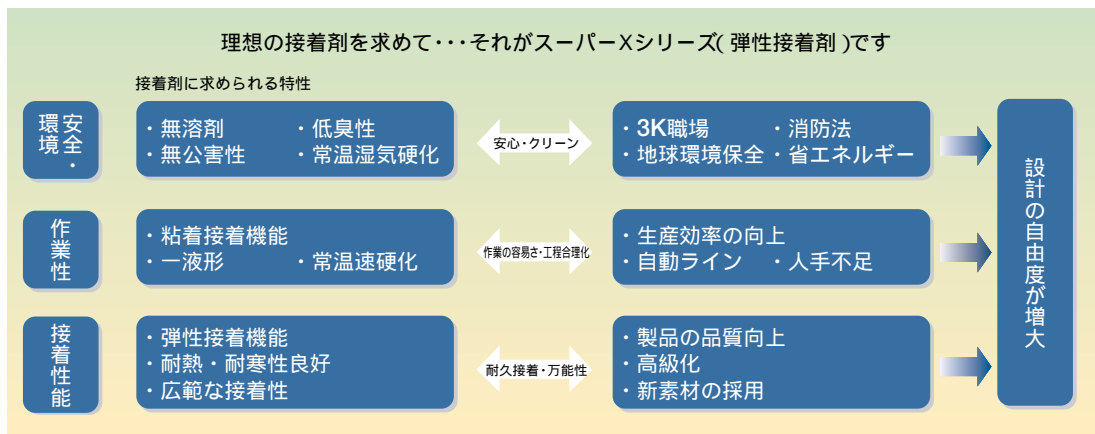 理想の接着剤を求めて・・・それがスーパーXシリーズ(弾性接着剤)です
接着剤に求められる特性
安全・
環境
・無溶剤 ・低臭性
・無公害性 ・常温湿気硬化
安心・クリーン
・3K職場 ・消防法
・地球環境保全 ・省エネルギー
作業性
・粘着接着機能
・一液形 ・常温速硬化
作業の容易さ・工程合理化
・生産効率の向上
・自動ライン ・人手不足
接着性能
・弾性接着機能
・耐熱・耐寒性良好
・広範な接着性
耐久接着・万能性
・製品の品質向上
・高級化
・新素材の採用
設計の自由度が増大